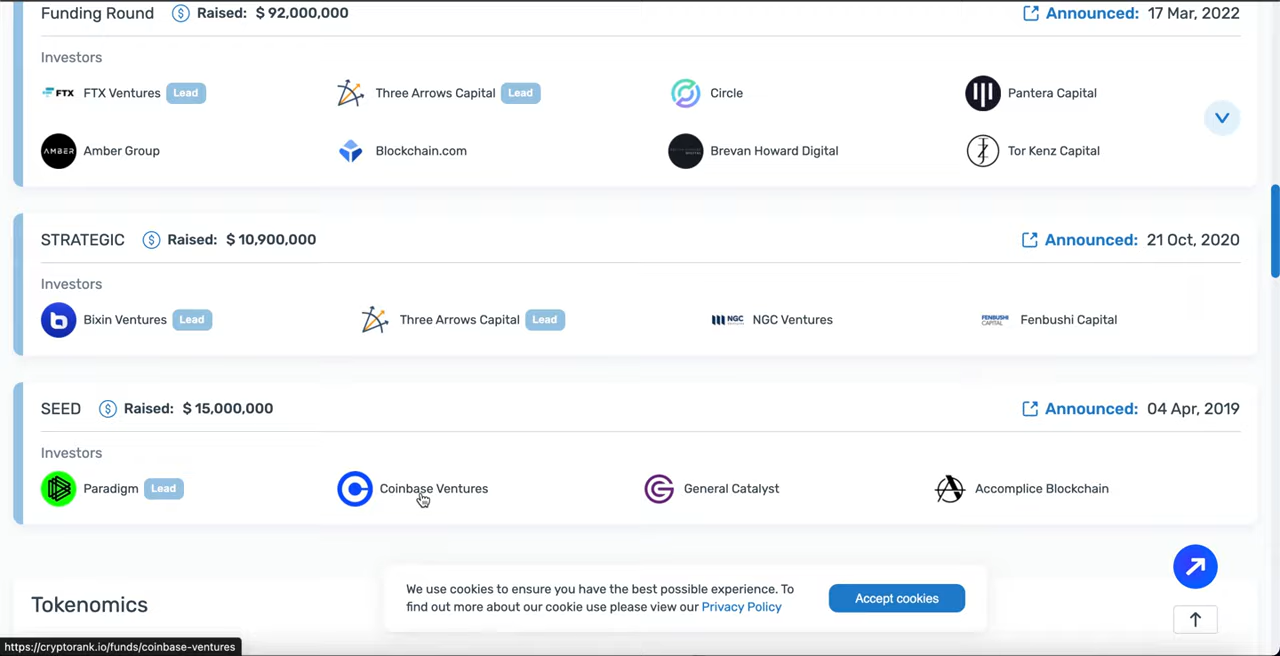 Funding Round Raised: $ 92,000,000 Announced: 17 Mar, 2022
Investors
FTX FTX Ventures Lead Three Arrows Capital Lead Circle Pantera Capital
AMBER Amber Group Blockchain.com Brevan Howard Digital Tor Kenz Capital
STRATEGIC $ Raised: $ 10,900,000 Announced: 21 Oct, 2020
Investors
Bixin Ventures Lead Three Arrows Capital Lead NGC NGC Ventures FENBUSHI CAPITAL Fenbushi Capital
SEED $ Raised: $ 15,000,000 Announced: 04 Apr, 2019
Investors
Paradigm Lead Coinbase Ventures General Catalyst Accomplice Blockchain
Tokenomics
We use cookies to ensure you have the best possible experience. To
find out more about our cookie use please view our Privacy Policy
Accept cookies
https://cryptorank.io/funds/coinbase-ventures